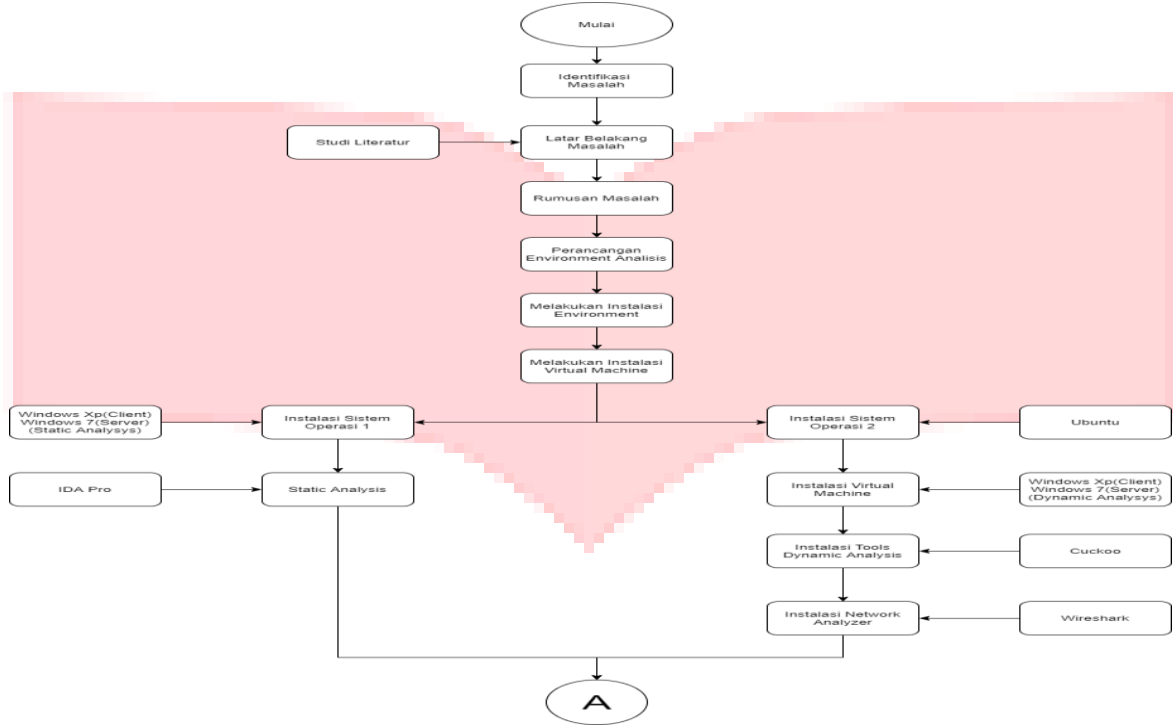 Mulai
Identifikasi
Masalah
Studi Literatur
Latar Belakang
Masalah
Rumusan Masalah
Perancangan
Environment Analisis
Melakukan Instalasi
Environment
Melakukan Instalasi
Virtual Machine
Windows Xp(Client)
Windows 7(Server)
(Static Analysys)
Instalasi Sistem
Operasi 1
Instalasi Sistem
Operasi 2
Ubuntu
IDA Pro
Static Analysis
Instalasi Virtual
Machine
Windows Xp(Client)
Windows 7(Server)
(Dynamic Analysys)
Instalasi Tools
Dynamic Analysis
Cuckoo
Instalasi Network
Analyzer
Wireshark
A